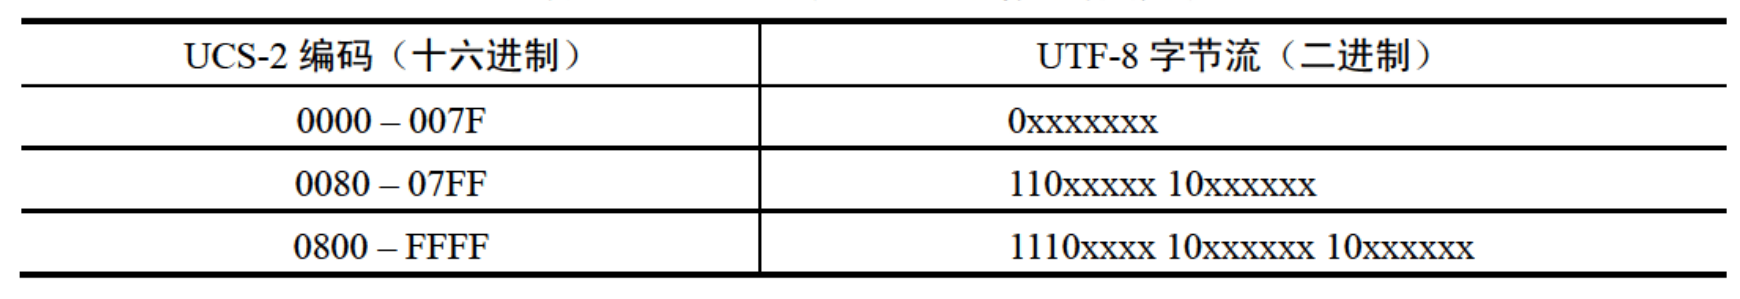 UCS-2 编码（十六进制） UTF-8 字节流（二进制）
0000 – 007F 0xxxxxxx
0080 – 07FF 110xxxxx 10xxxxxx
0800 – FFFF 1110xxxx 10xxxxxx 10xxxxxx